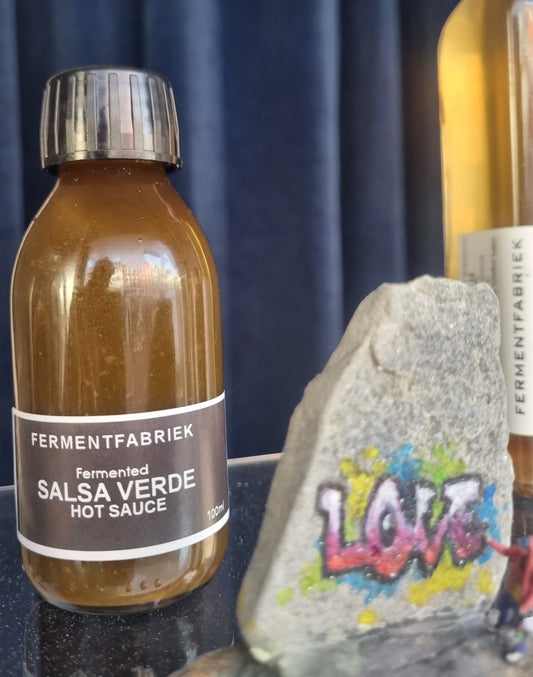 FERMENTFABRIEK
Fermented
SALSA VERDE
HOT SAUCE
100ml
LOVE
FERMENTFABRIEK